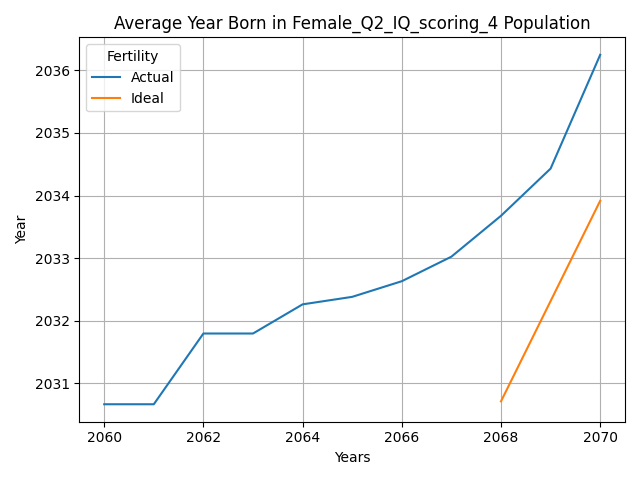 Average Year Born in Female_Q2_IQ_scoring_4 Population
Fertility
Actual
Ideal
2036
2035
2034
2033
2032
2031
Year
2060
2062
2064
2066
2068
2070
Years